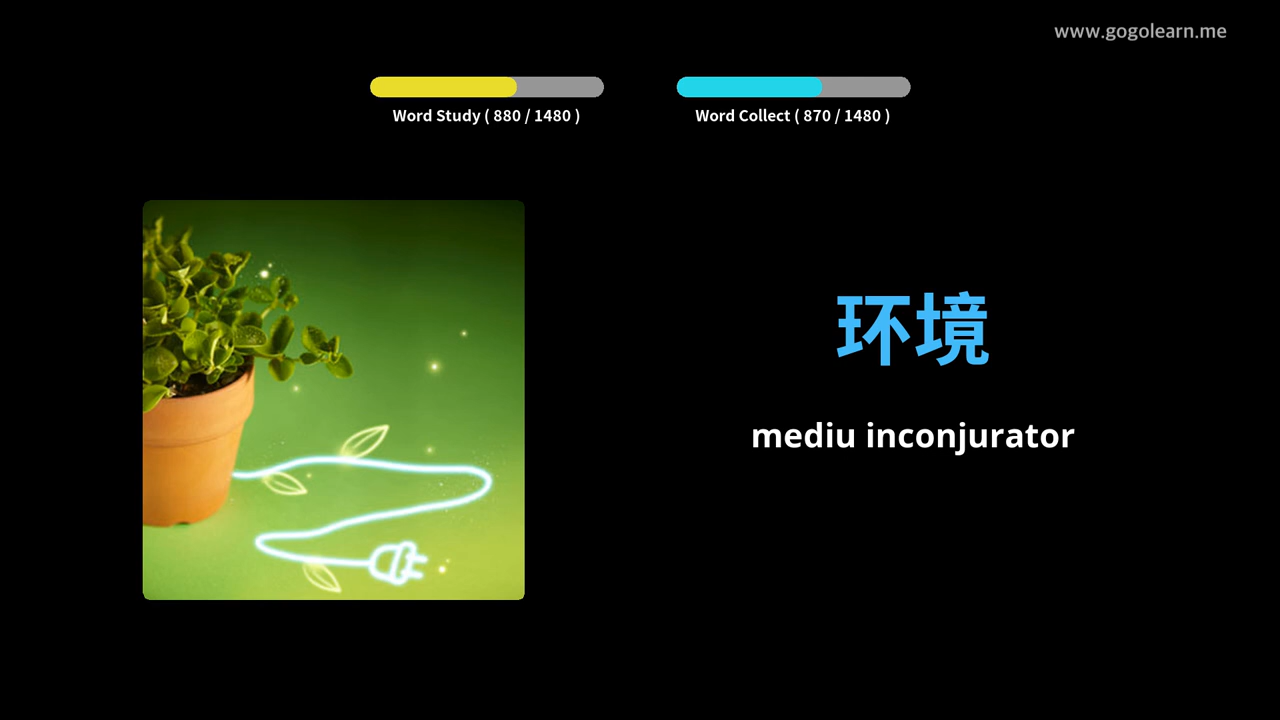 www.gogolearn.me
Word Study ( 880 / 1480 )
Word Collect ( 870 / 1480 )
环境
mediu inconjurator